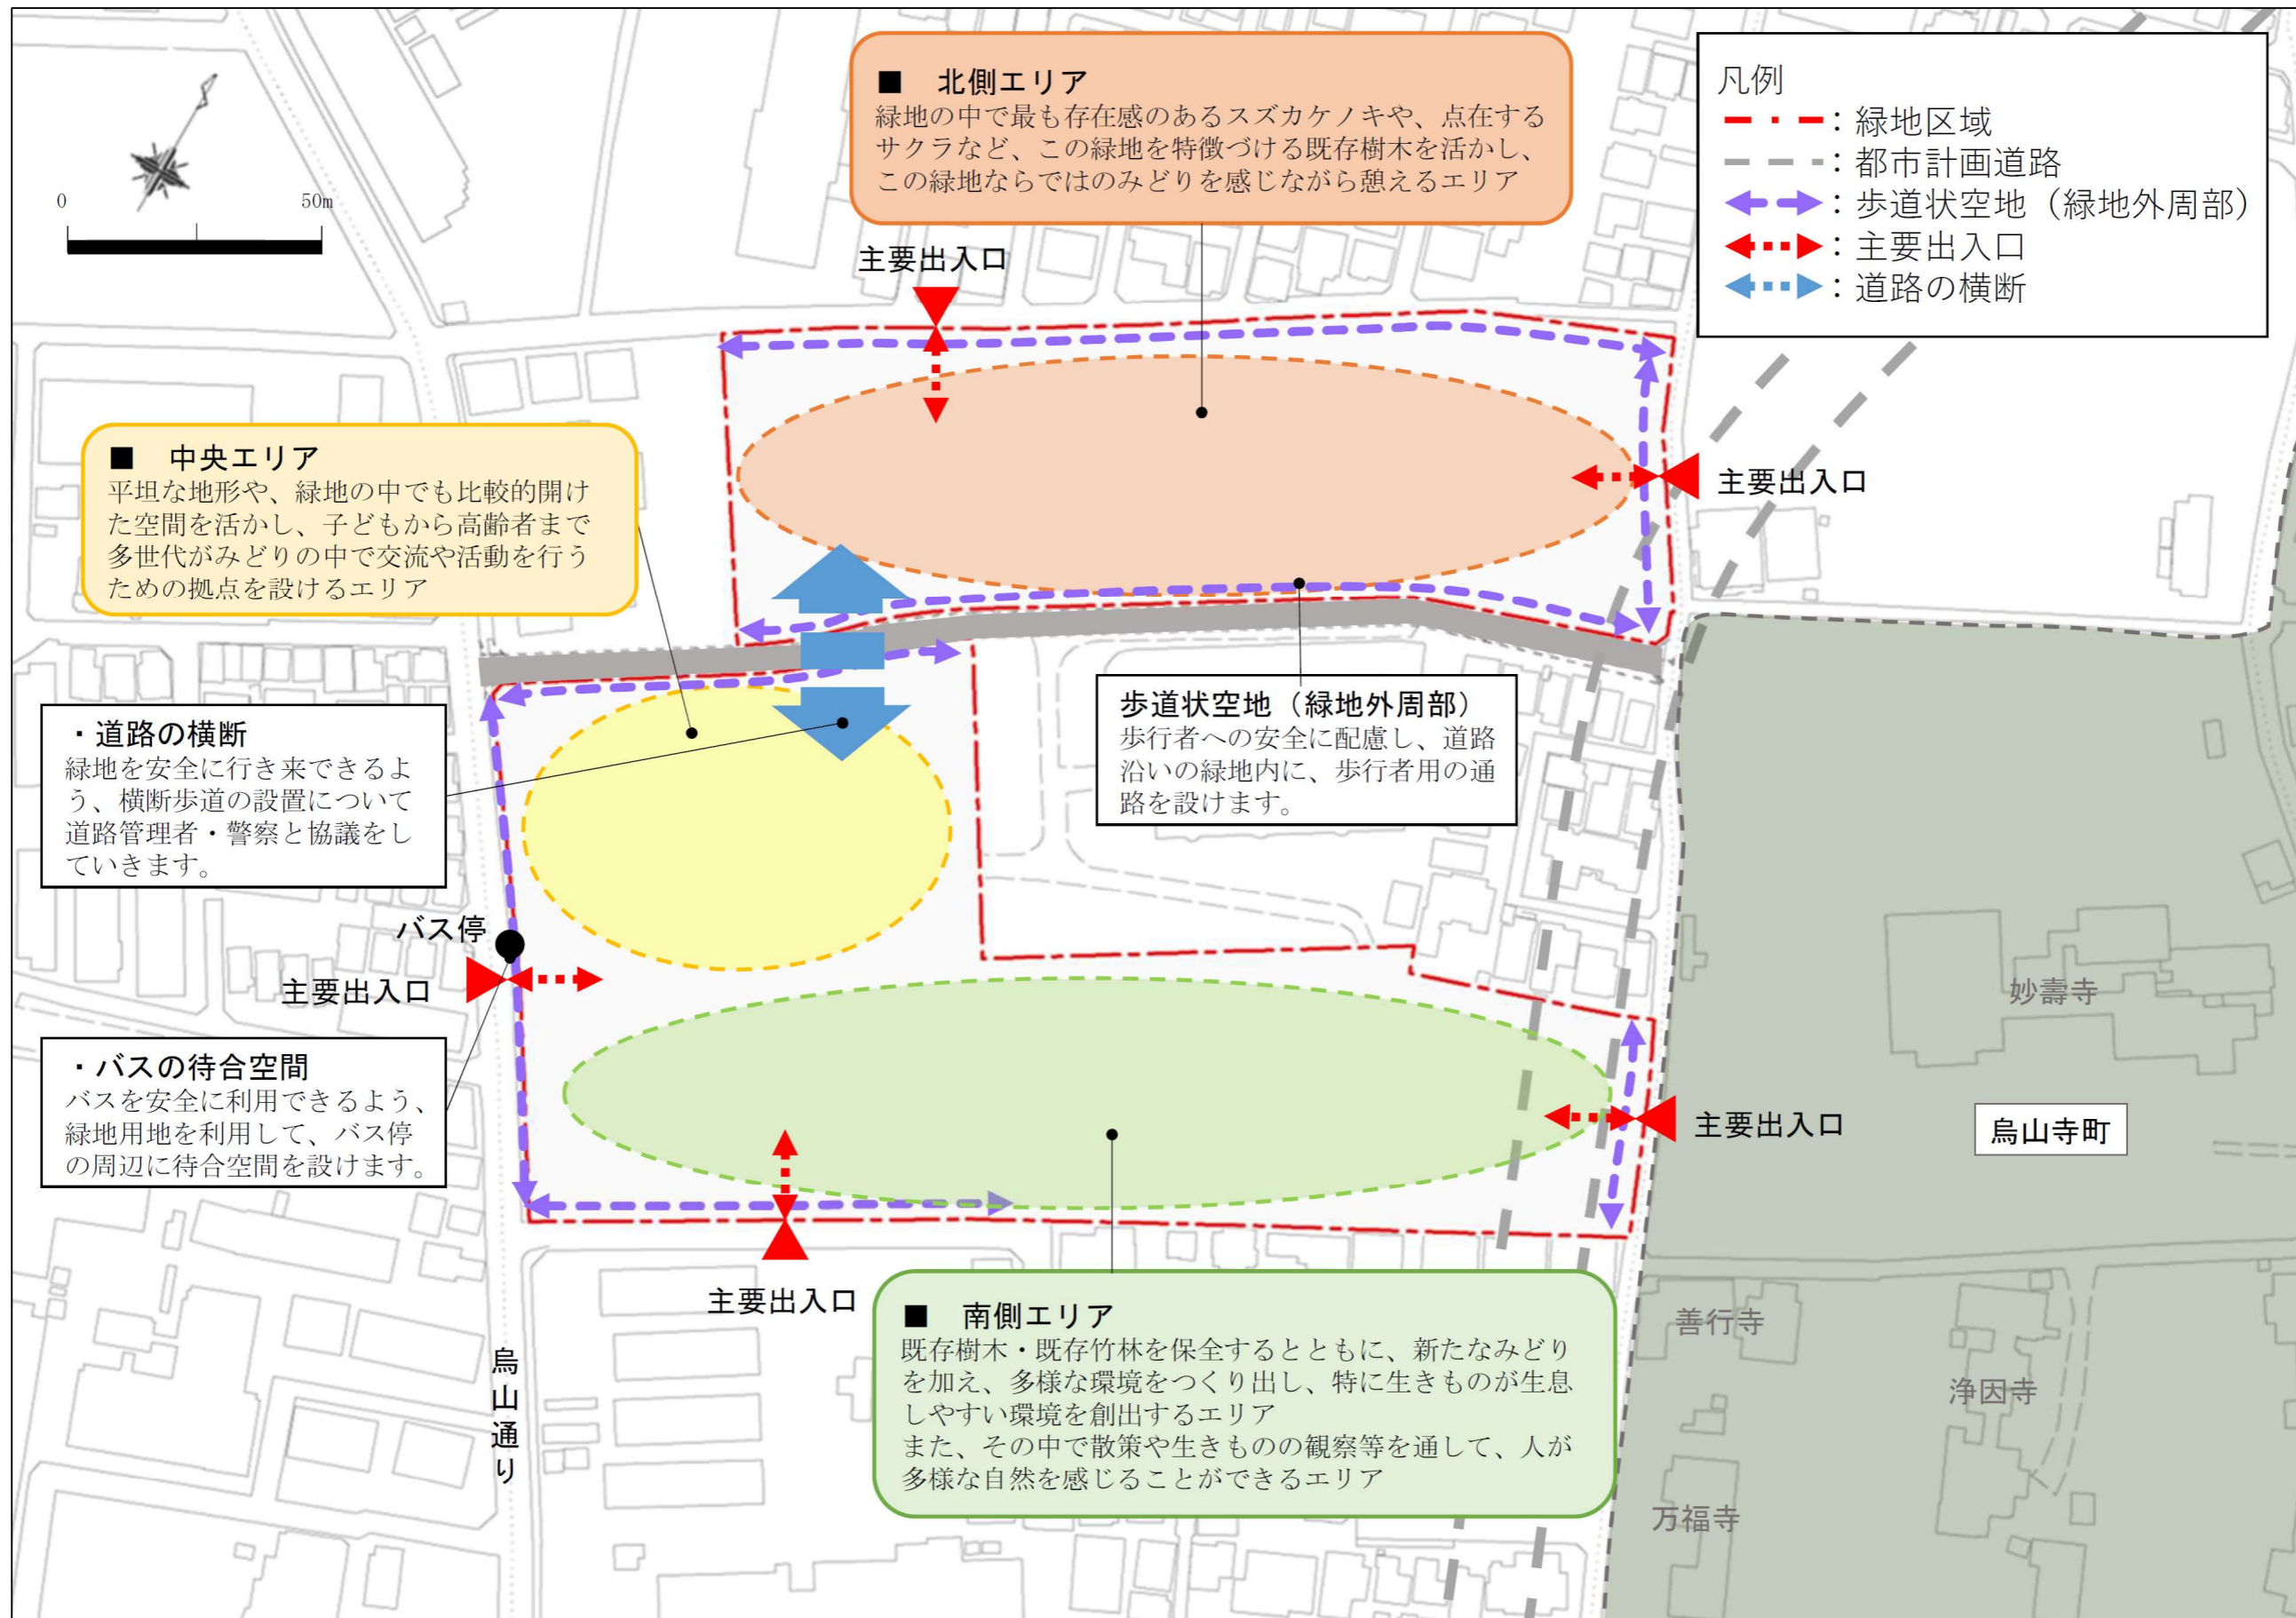 ■ 北側エリア
緑地の中で最も存在感のあるスズカケノキや、点在する
サクラなど、この緑地を特徴づける既存樹木を活かし、
この緑地ならではのみどりを感じながら憩えるエリア
凡例
：緑地区域
：都市計画道路
：歩道状空地（緑地外周部）
：主要出入口
：道路の横断
0
50m
主要出入口
■ 中央エリア
平坦な地形や、緑地の中でも比較的開け
た空間を活かし、子どもから高齢者まで
多世代がみどりの中で交流や活動を行う
ための拠点を設けるエリア
主要出入口
・道路の横断
緑地を安全に行き来できるよ
う、横断歩道の設置について
道路管理者・警察と協議をし
ていきます。
歩道状空地（緑地外周部）
歩行者への安全に配慮し、道路
沿いの緑地内に、歩行者用の通
路を設けます。
バス停
主要出入口
・バスの待合空間
バスを安全に利用できるよう、
緑地用地を利用して、バス停
の周辺に待合空間を設けます。
妙壽寺
主要出入口
烏山寺町
主要出入口
■ 南側エリア
既存樹木・既存竹林を保全するとともに、新たなみどり
を加え、多様な環境をつくり出し、特に生きものが生息
しやすい環境を創出するエリア
また、その中で散策や生きものの観察等を通して、人が
多様な自然を感じることができるエリア
烏山通り
善行寺
浄因寺
万福寺